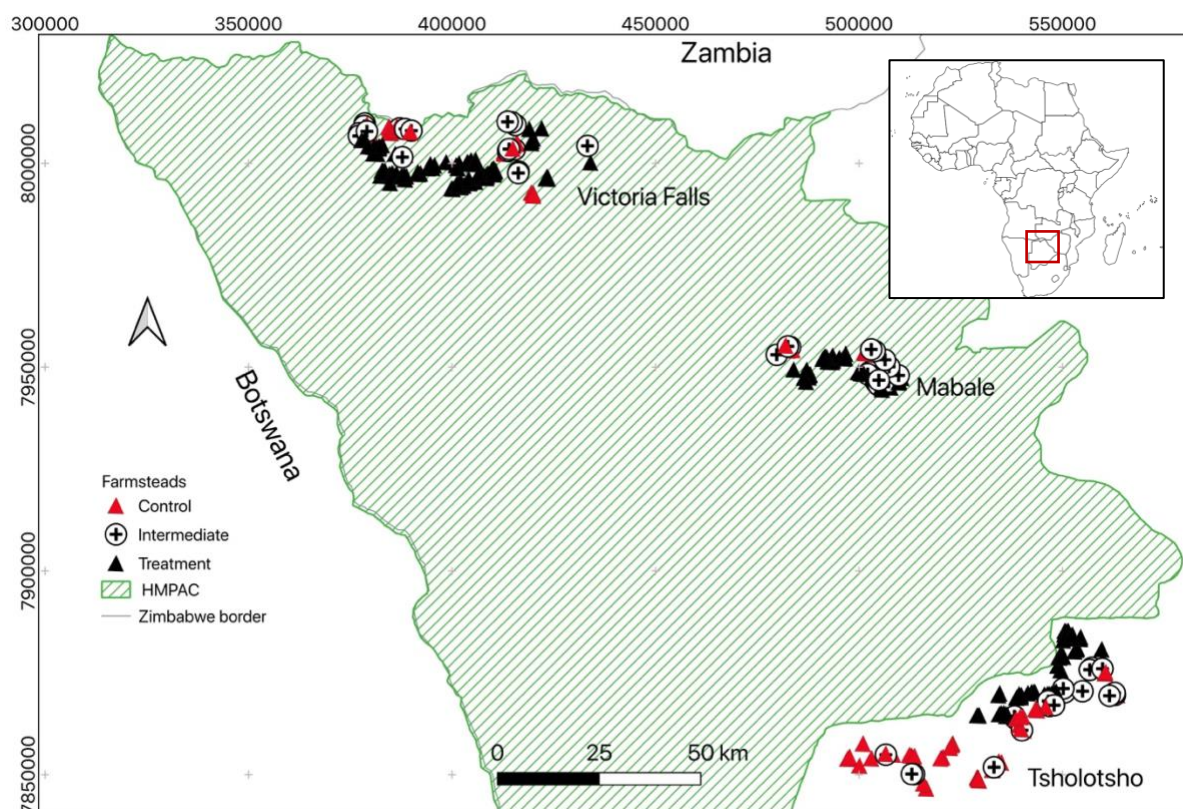 300000 350000 400000 450000 500000 550000
Zambia
8000000
Victoria Falls
7950000
Mabale
Botswana
Farmsteads
Control
Intermediate
Treatment
HMPAC
Zimbabwe border
7900000
0 25 50 km
7850000
Tsholotsho